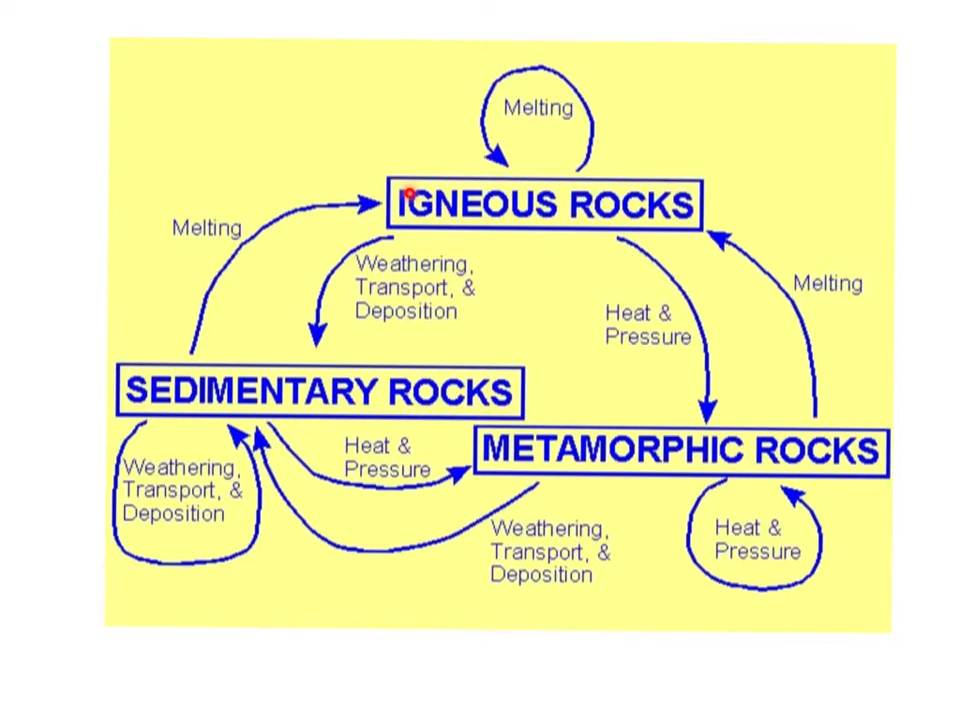 Melting
IGNEOUS ROCKS
Melting
Weathering,
Transport, &
Deposition
Heat &
Pressure
Melting
SEDIMENTARY ROCKS
METAMORPHIC ROCKS
Weathering,
Transport, &
Deposition
Heat &
Pressure
Weathering,
Transport, &
Deposition
Heat &
Pressure